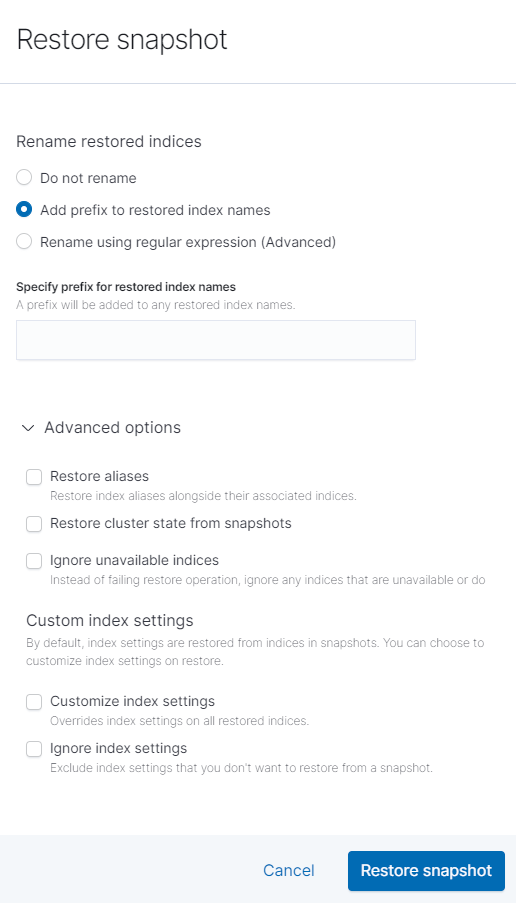 Restore snapshot
Rename restored indices
Do not rename
Add prefix to restored index names
Rename using regular expression (Advanced)
Specify prefix for restored index names
A prefix will be added to any restored index names.
Advanced options
Restore aliases
Restore index aliases alongside their associated indices.
Restore cluster state from snapshots
Ignore unavailable indices
Instead of failing restore operation, ignore any indices that are unavailable or do
Custom index settings
By default, index settings are restored from indices in snapshots. You can choose to
customize index settings on restore.
Customize index settings
Overrides index settings on all restored indices.
Ignore index settings
Exclude index settings that you don't want to restore from a snapshot.
Cancel
Restore snapshot